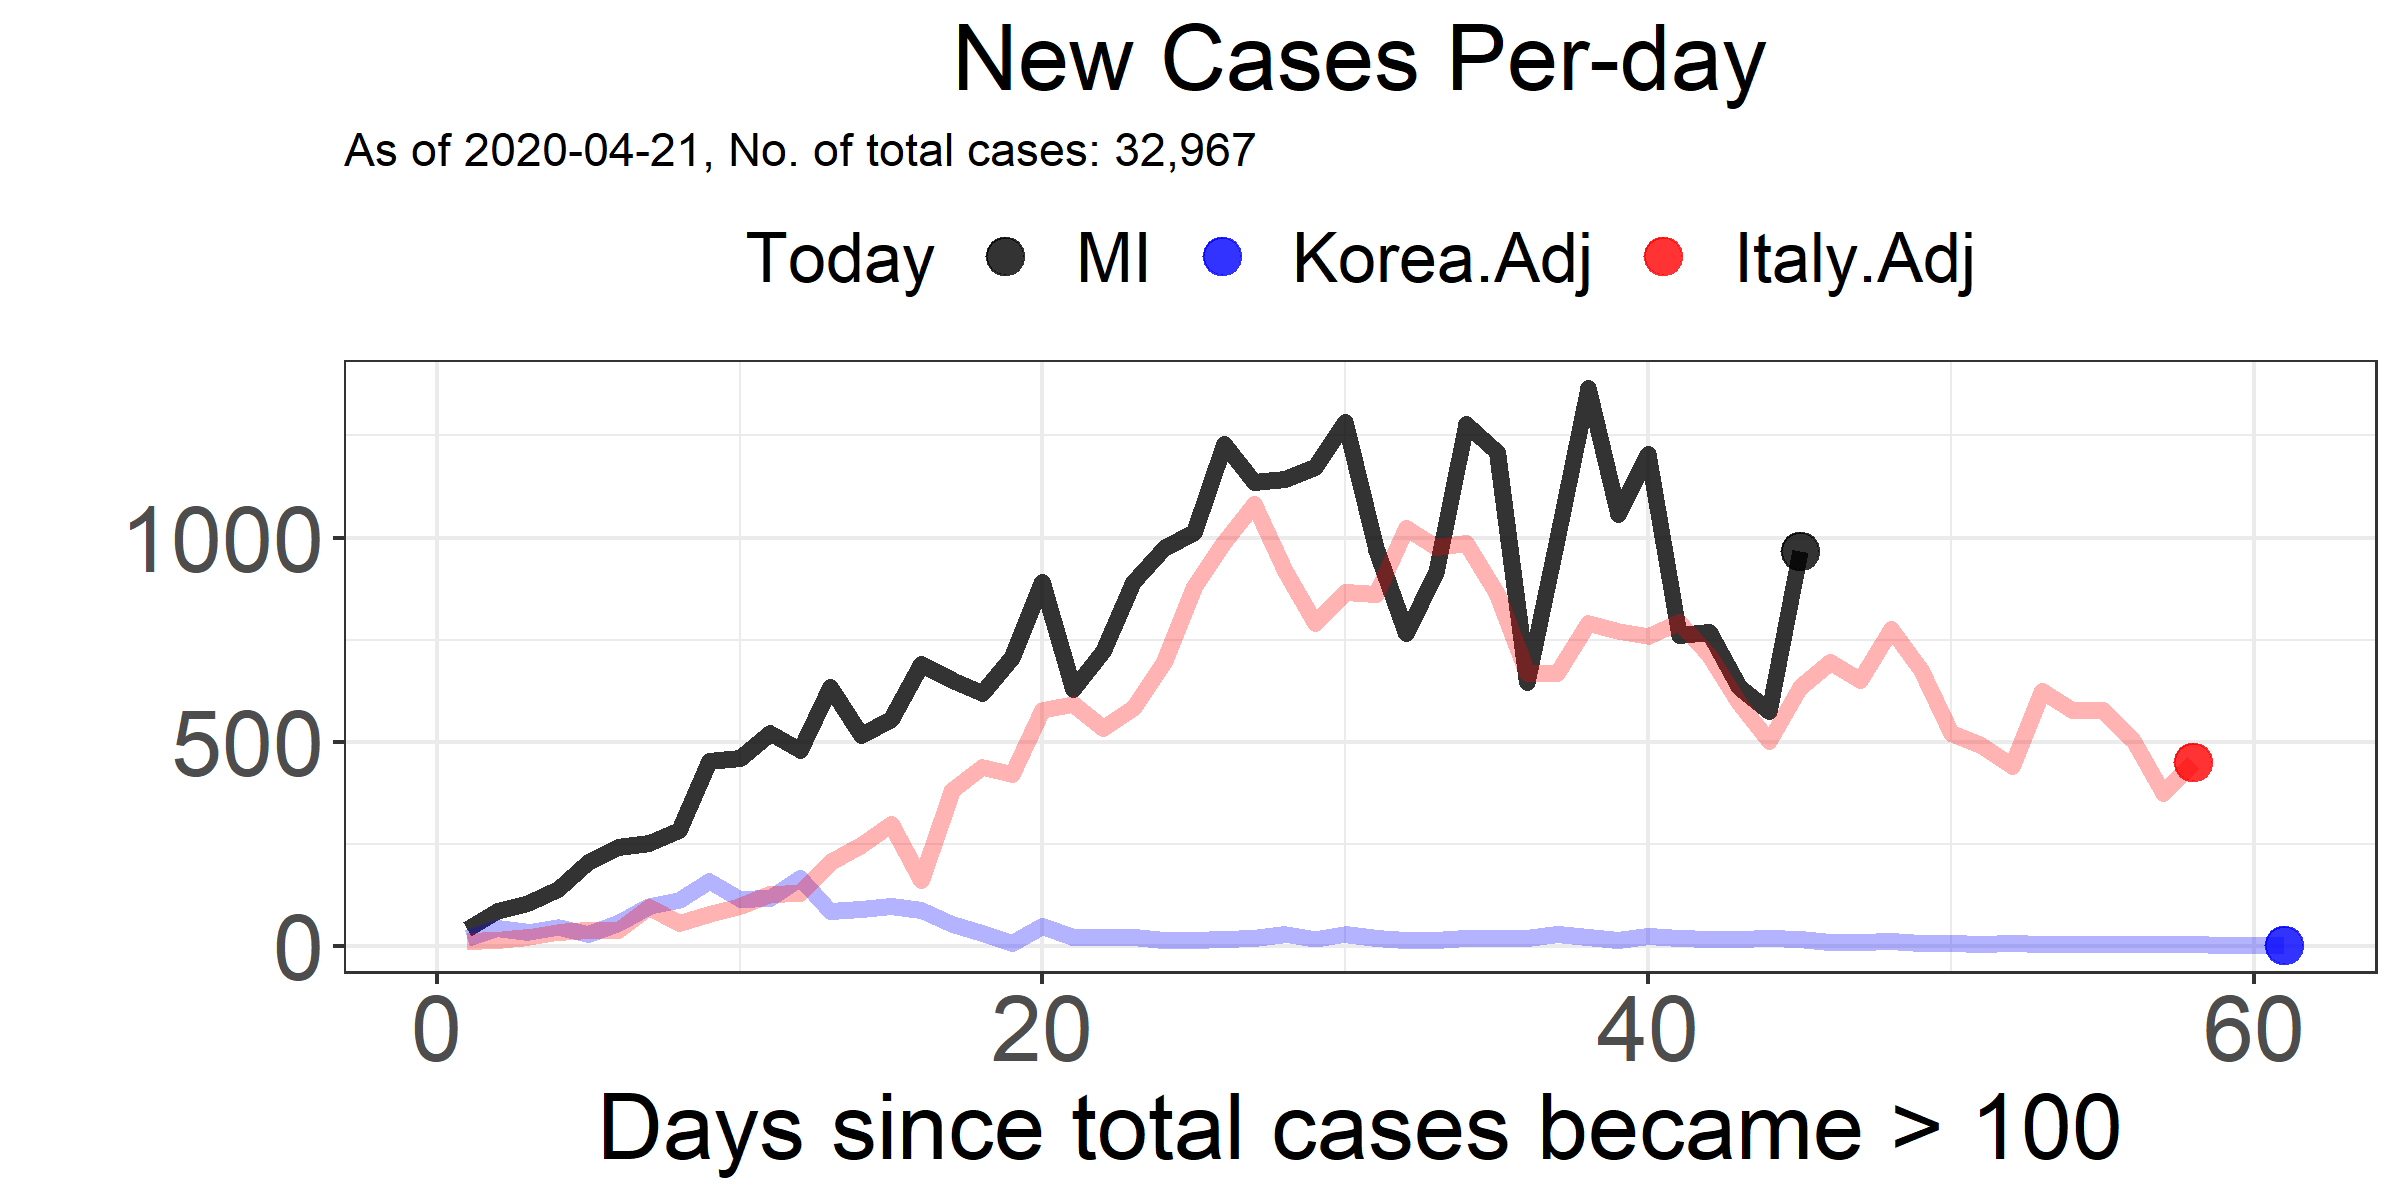 New Cases Per-day
As of 2020-04-21, No. of total cases: 32,967
Today MI Korea.Adj Italy.Adj
1000
500
0
0 20 40 60
Days since total cases became > 100